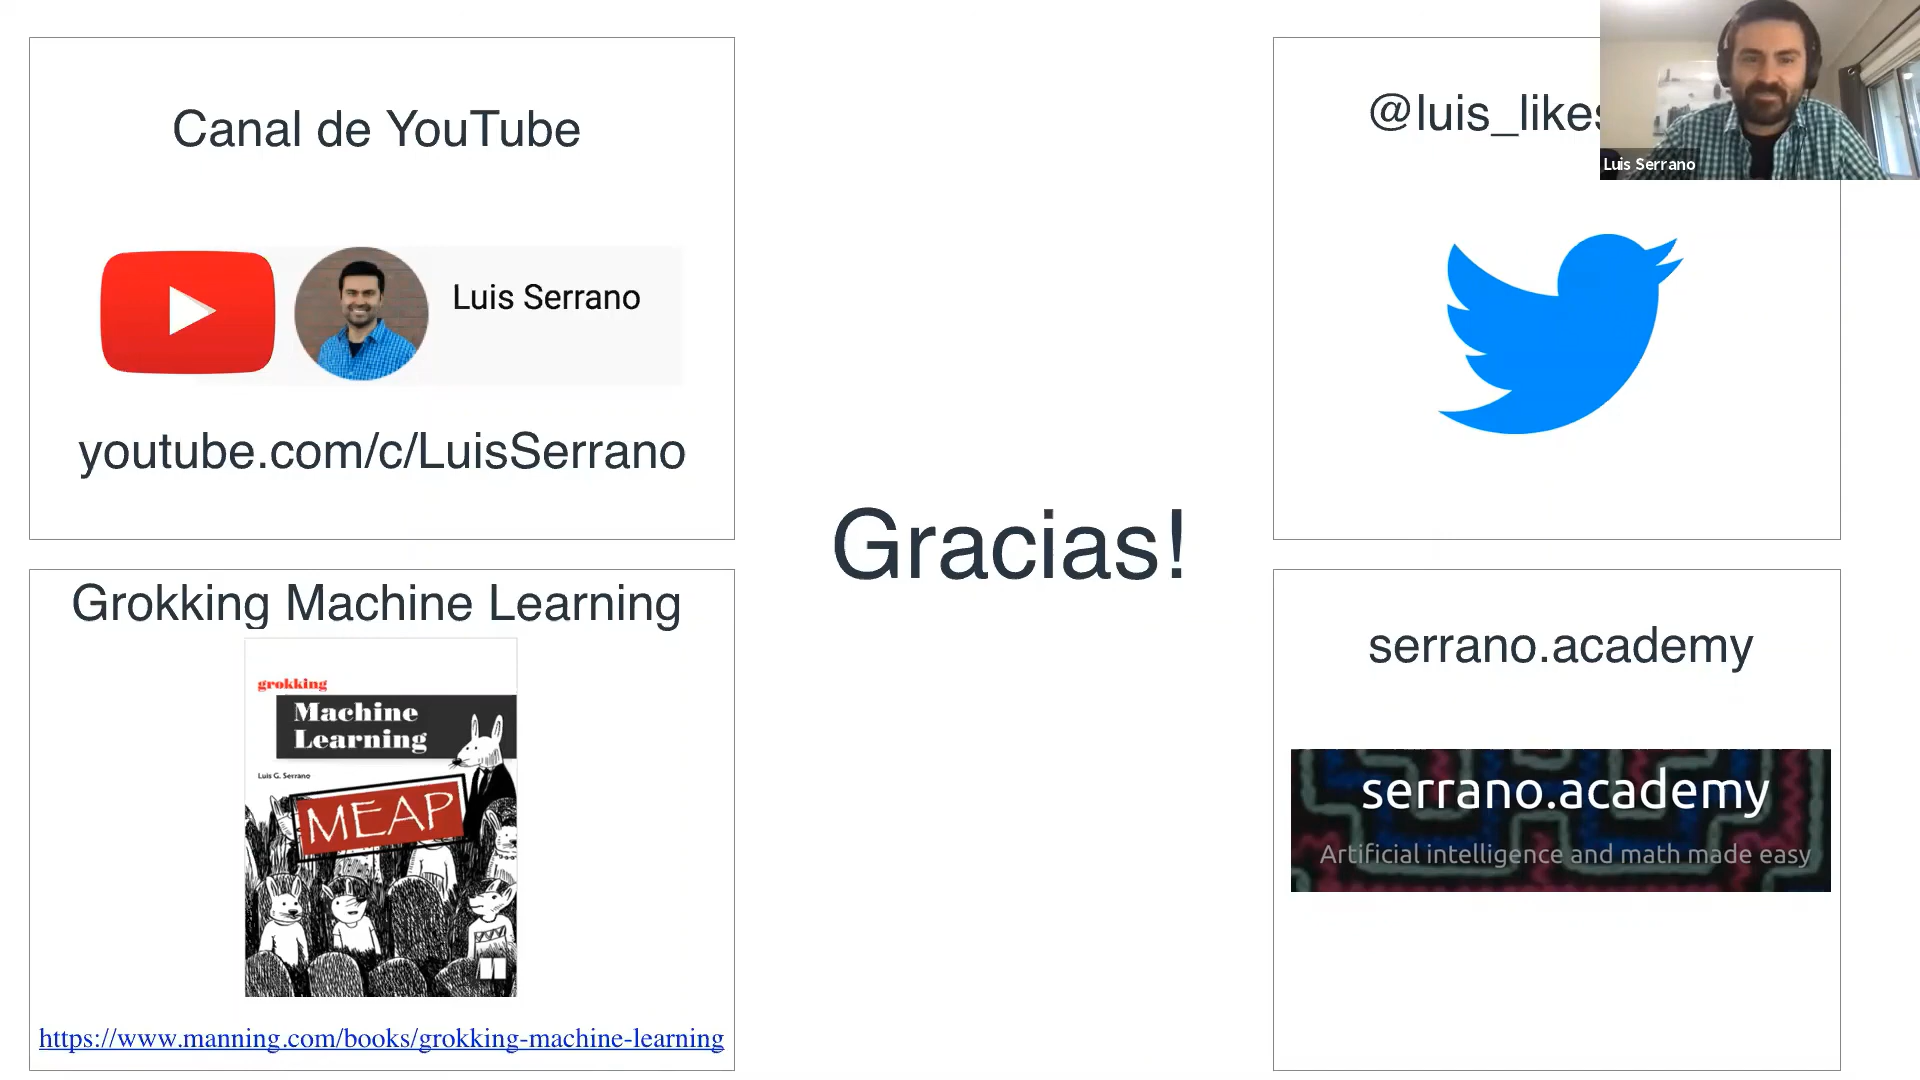 Canal de YouTube
Luis Serrano
youtube.com/c/LuisSerrano
@luis_likes
Luis Serrano
Gracias!
Grokking Machine Learning
grokking
Machine
Learning
Luis G. Serrano
MEAP
https://www.manning.com/books/grokking-machine-learning
serrano.academy
serrano.academy
Artificial intelligence and math made easy